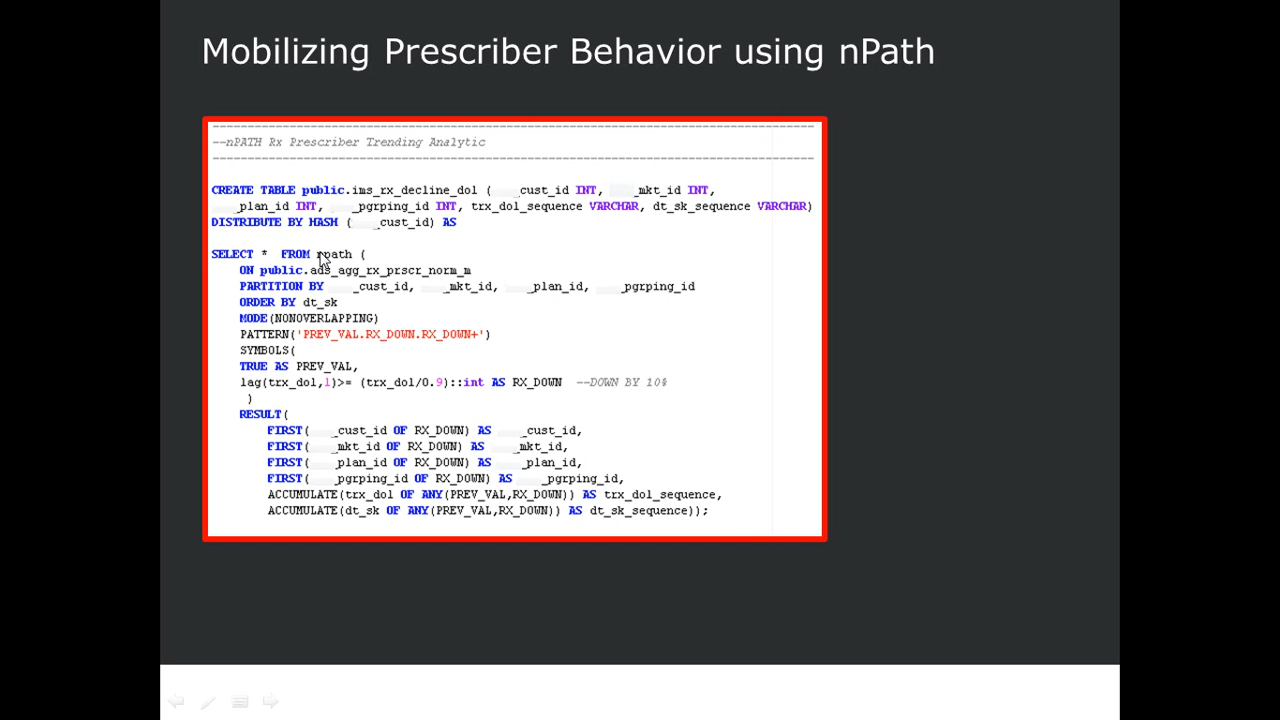 Mobilizing Prescriber Behavior using nPath
--------------------------------------------------------------------------------------
--nPATH Rx Prescriber Trending Analytic
--------------------------------------------------------------------------------------
CREATE TABLE public.ims_rx_decline_dol ( _cust_id INT, _mkt_id INT,
_plan_id INT, _pgrping_id INT, trx_dol_sequence VARCHAR, dt_sk_sequence VARCHAR)
DISTRIBUTE BY HASH ( _cust_id) AS
SELECT * FROM npath (
ON public.ads_agg_rx_prscr_norm_m
PARTITION BY _cust_id, _mkt_id, _plan_id, _pgrping_id
ORDER BY dt_sk
MODE(NONOVERLAPPING)
PATTERN('PREV_VAL.RX_DOWN.RX_DOWN+')
SYMBOLS(
TRUE AS PREV_VAL,
lag(trx_dol,1)>= (trx_dol/0.9)::int AS RX_DOWN --DOWN BY 10%
)
RESULT(
FIRST( _cust_id OF RX_DOWN) AS _cust_id,
FIRST( _mkt_id OF RX_DOWN) AS _mkt_id,
FIRST( _plan_id OF RX_DOWN) AS _plan_id,
FIRST( _pgrping_id OF RX_DOWN) AS _pgrping_id,
ACCUMULATE(trx_dol OF ANY(PREV_VAL,RX_DOWN)) AS trx_dol_sequence,
ACCUMULATE(dt_sk OF ANY(PREV_VAL,RX_DOWN)) AS dt_sk_sequence));